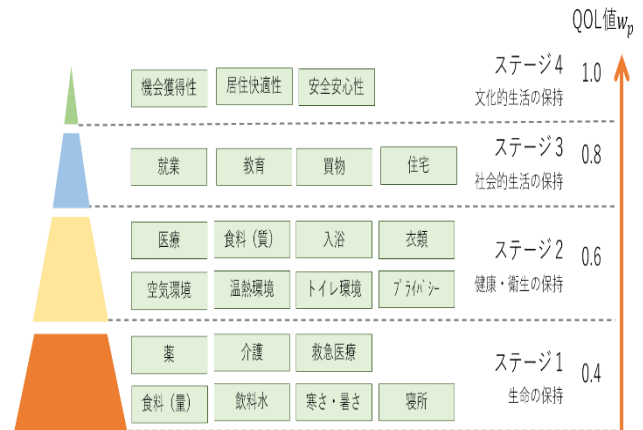 QOL値wp
機会獲得性 居住快適性 安全安心性 ステージ4 1.0
文化的生活の保持
就業 教育 買物 住宅 ステージ3 0.8
社会的生活の保持
医療 食料（質） 入浴 衣類 ステージ2 0.6
空気環境 温熱環境 トイレ環境 プライバシー 健康・衛生の保持
薬 介護 救急医療 ステージ1 0.4
食料（量） 飲料水 寒さ・暑さ 寝所 生命の保持